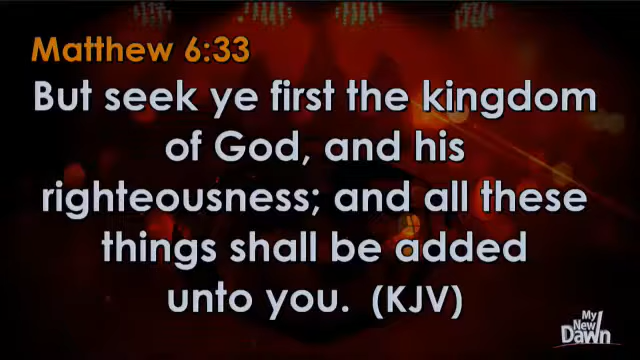 Matthew 6:33
But seek ye first the kingdom
of God, and his
righteousness; and all these
things shall be added
unto you. (KJV)
My
New
Dawn